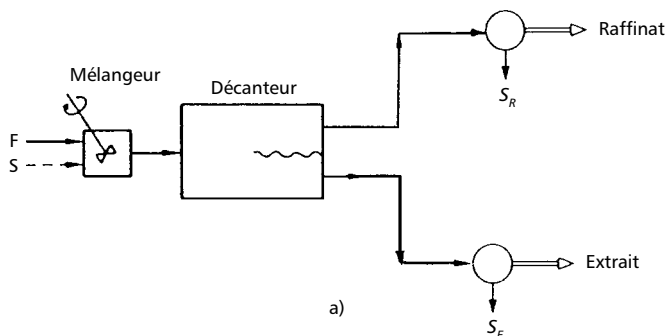 Raffinat
Mélangeur
Décanteur
S_R
F
S
Extrait
a)
S_E